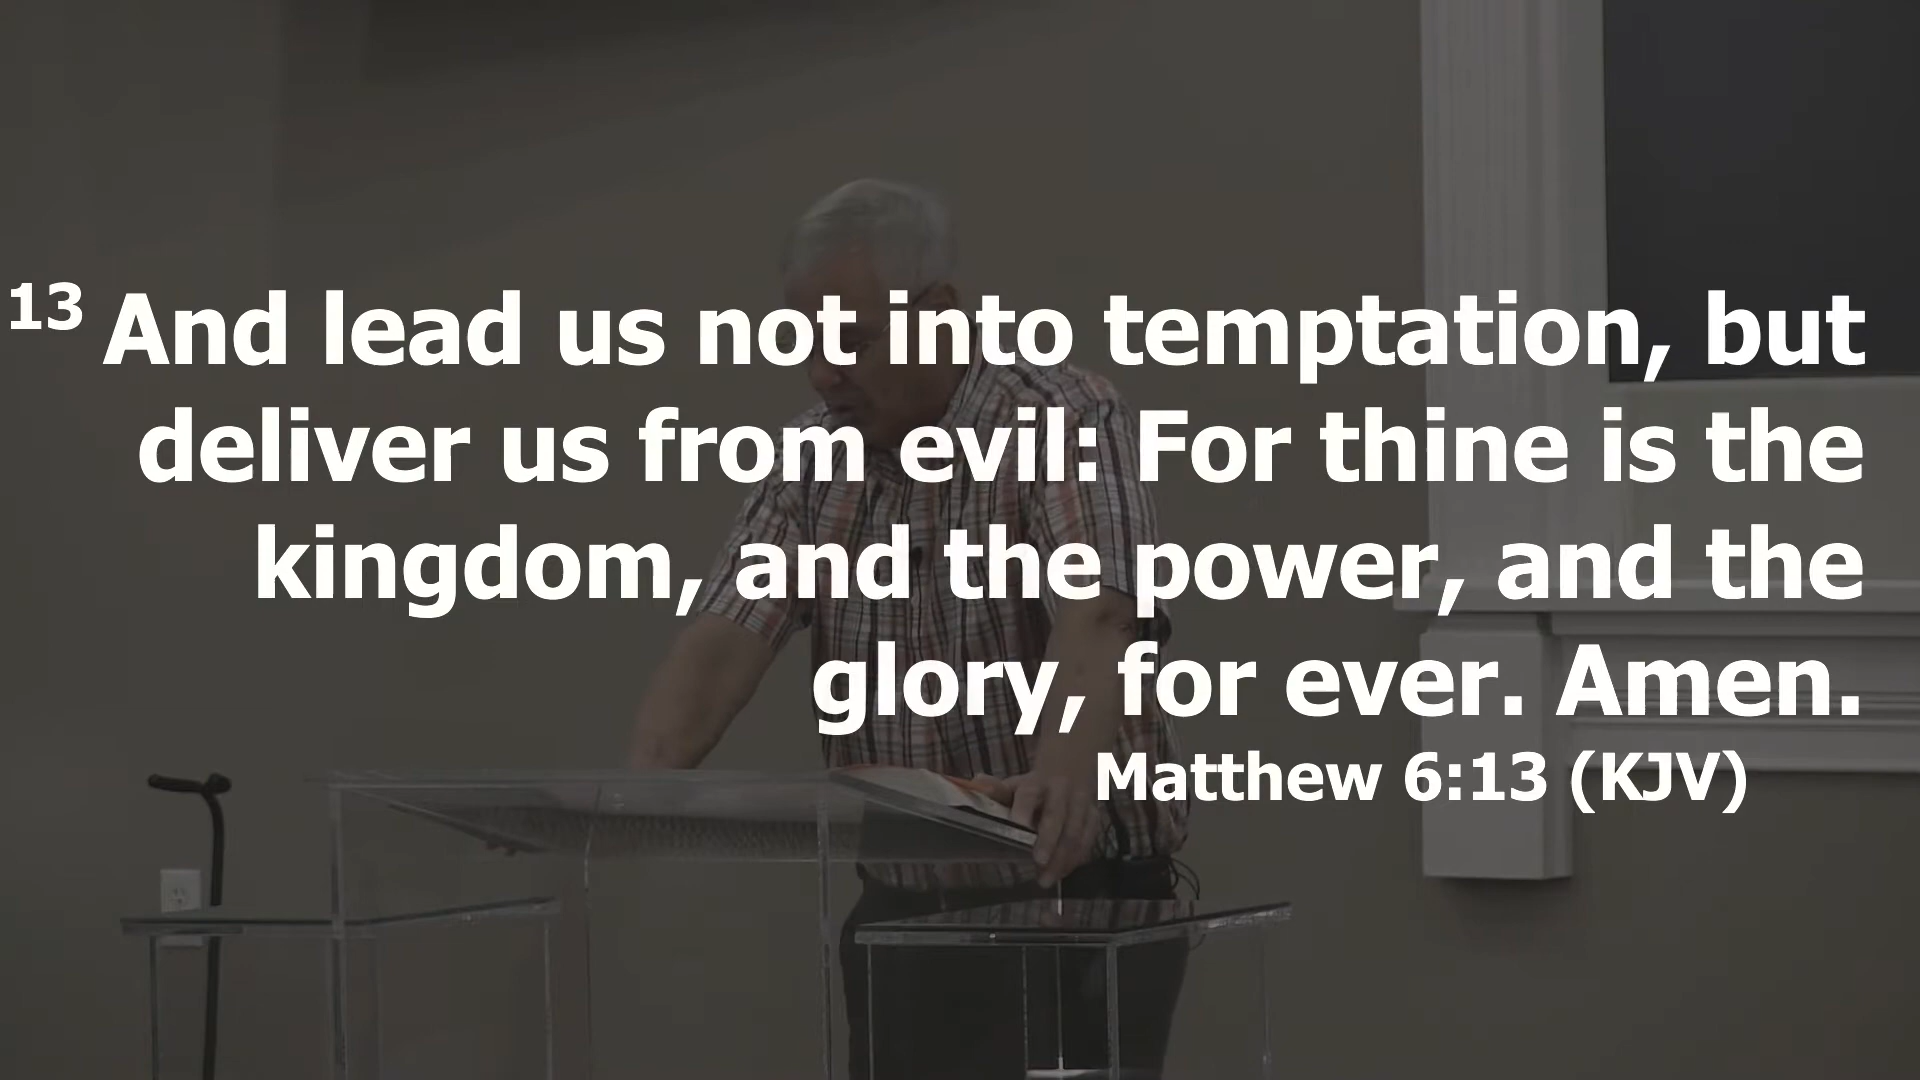 13 And lead us not into temptation, but
deliver us from evil: For thine is the
kingdom, and the power, and the
glory, for ever. Amen.
Matthew 6:13 (KJV)